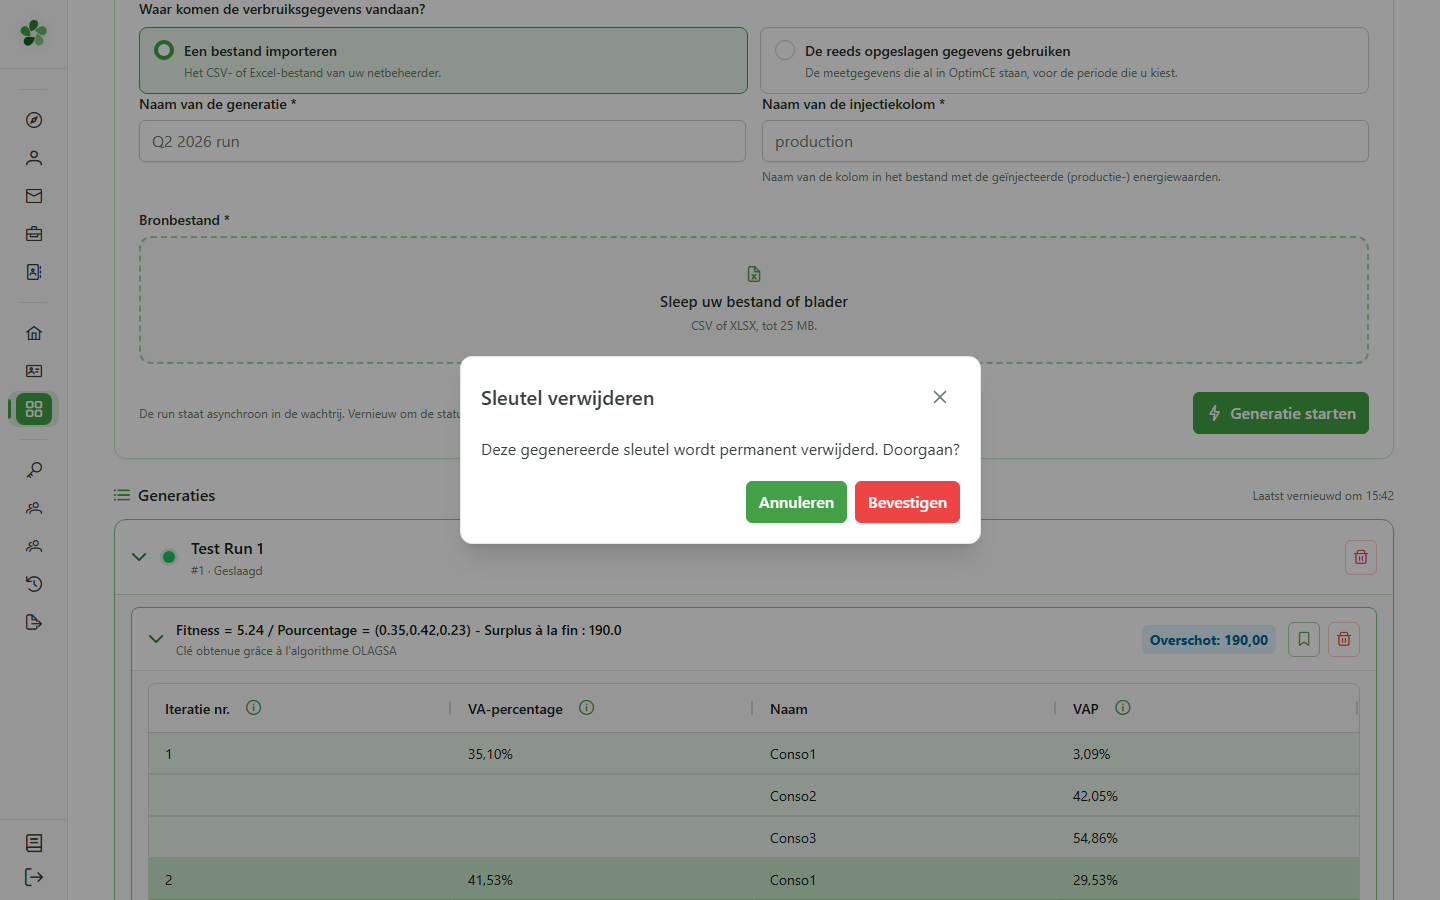 Waar komen de verbruiksgegevens vandaan?
Een bestand importeren
Het CSV- of Excel-bestand van uw netbeheerder.
De reeds opgeslagen gegevens gebruiken
De meetgegevens die al in OptimCE staan, voor de periode die u kiest.
Naam van de generatie *
Naam van de injectiekolom *
Q2 2026 run
production
Naam van de kolom in het bestand met de geïnjecteerde (productie-) energiewaarden.
Bronbestand *
Sleep uw bestand of blader
CSV of XLSX, tot 25 MB.
De run staat asynchroon in de wachtrij. Vernieuw om de
Generatie starten
Sleutel verwijderen
Deze gegenereerde sleutel wordt permanent verwijderd. Doorgaan?
Annuleren
Bevestigen
Generaties
Laatst vernieuwd om 15:42
Test Run 1
#1 · Geslaagd
Fitness = 5.24 / Pourcentage = (0.35,0.42,0.23) - Surplus à la fin : 190.0
Clé obtenue grâce à l'algorithme OLAGSA
Overschot: 190,00
Iteratie nr. VA-percentage Naam VAP
1 35,10% Conso1 3,09%
Conso2 42,05%
Conso3 54,86%
2 41,53% Conso1 29,53%